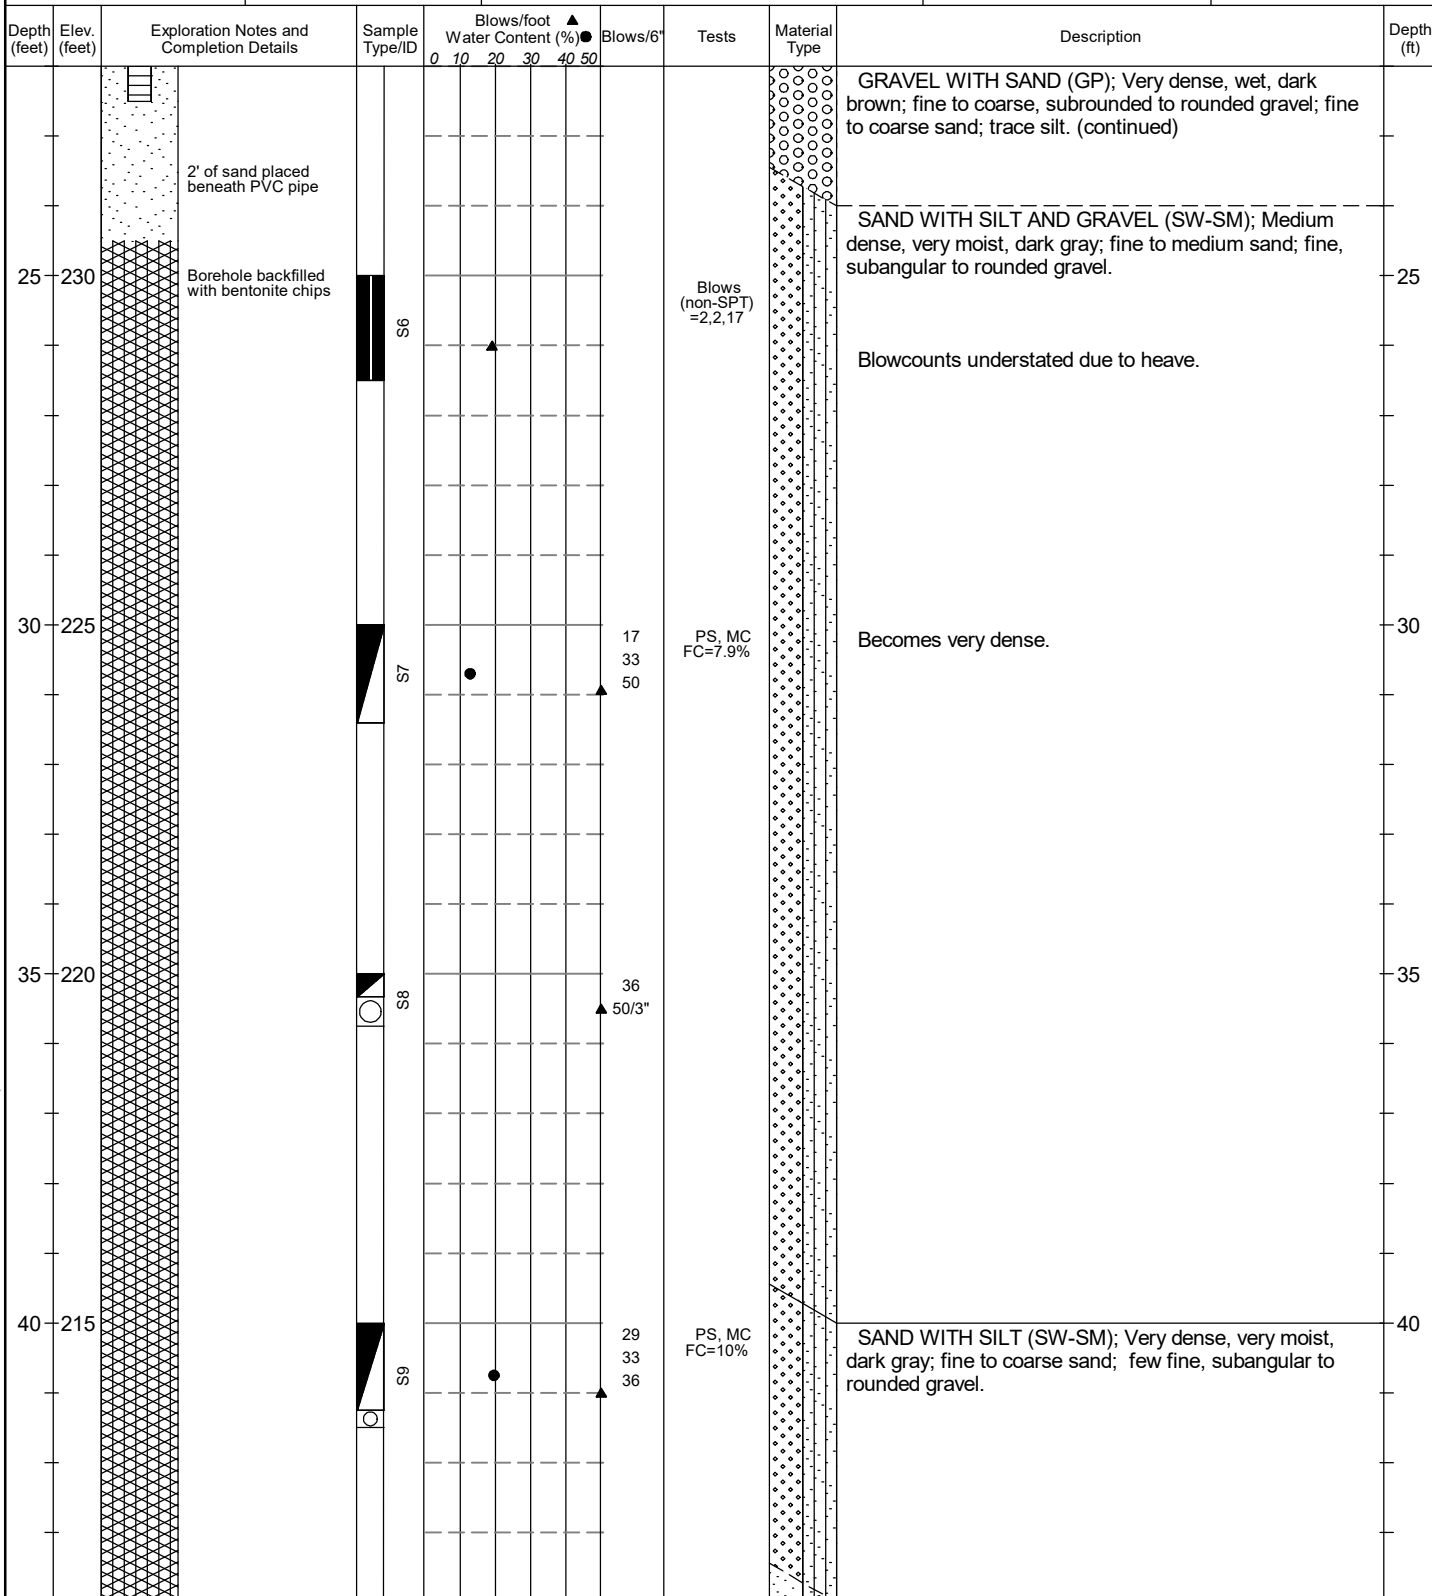 Depth
(feet)
Elev.
(feet)
Exploration Notes and
Completion Details
Sample
Type/ID
Blows/foot ▲
Water Content (%)●
0 10 20 30 40 50
Blows/6"
Tests
Material
Type
Description
Depth
(ft)
GRAVEL WITH SAND (GP); Very dense, wet, dark
brown; fine to coarse, subrounded to rounded gravel; fine
to coarse sand; trace silt. (continued)
2' of sand placed
beneath PVC pipe
SAND WITH SILT AND GRAVEL (SW-SM); Medium
dense, very moist, dark gray; fine to medium sand; fine,
subangular to rounded gravel.
25 230
Borehole backfilled
with bentonite chips
S6
Blows
(non-SPT)
=2,2,17
25
Blowcounts understated due to heave.
30 225
S7
17
33
50
PS, MC
FC=7.9%
Becomes very dense.
30
35 220
S8
36
50/3"
35
40 215
S9
29
33
36
PS, MC
FC=10%
SAND WITH SILT (SW-SM); Very dense, very moist,
dark gray; fine to coarse sand; few fine, subangular to
rounded gravel.
40